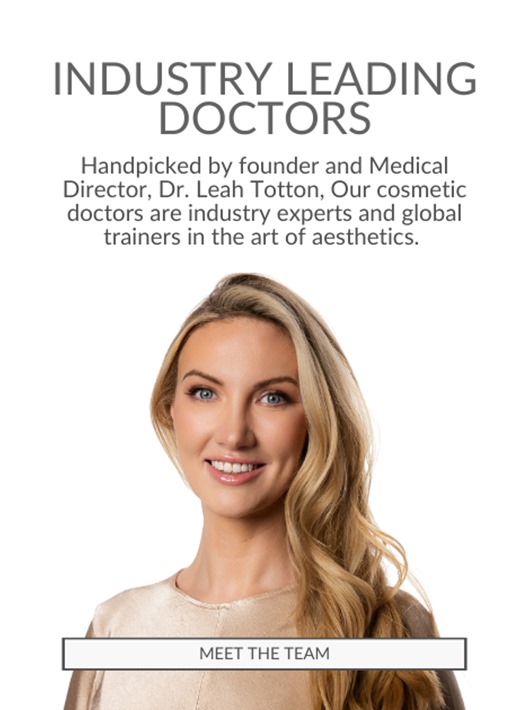 INDUSTRY LEADING
DOCTORS
Handpicked by founder and Medical
Director, Dr. Leah Totton, Our cosmetic
doctors are industry experts and global
trainers in the art of aesthetics.
MEET THE TEAM